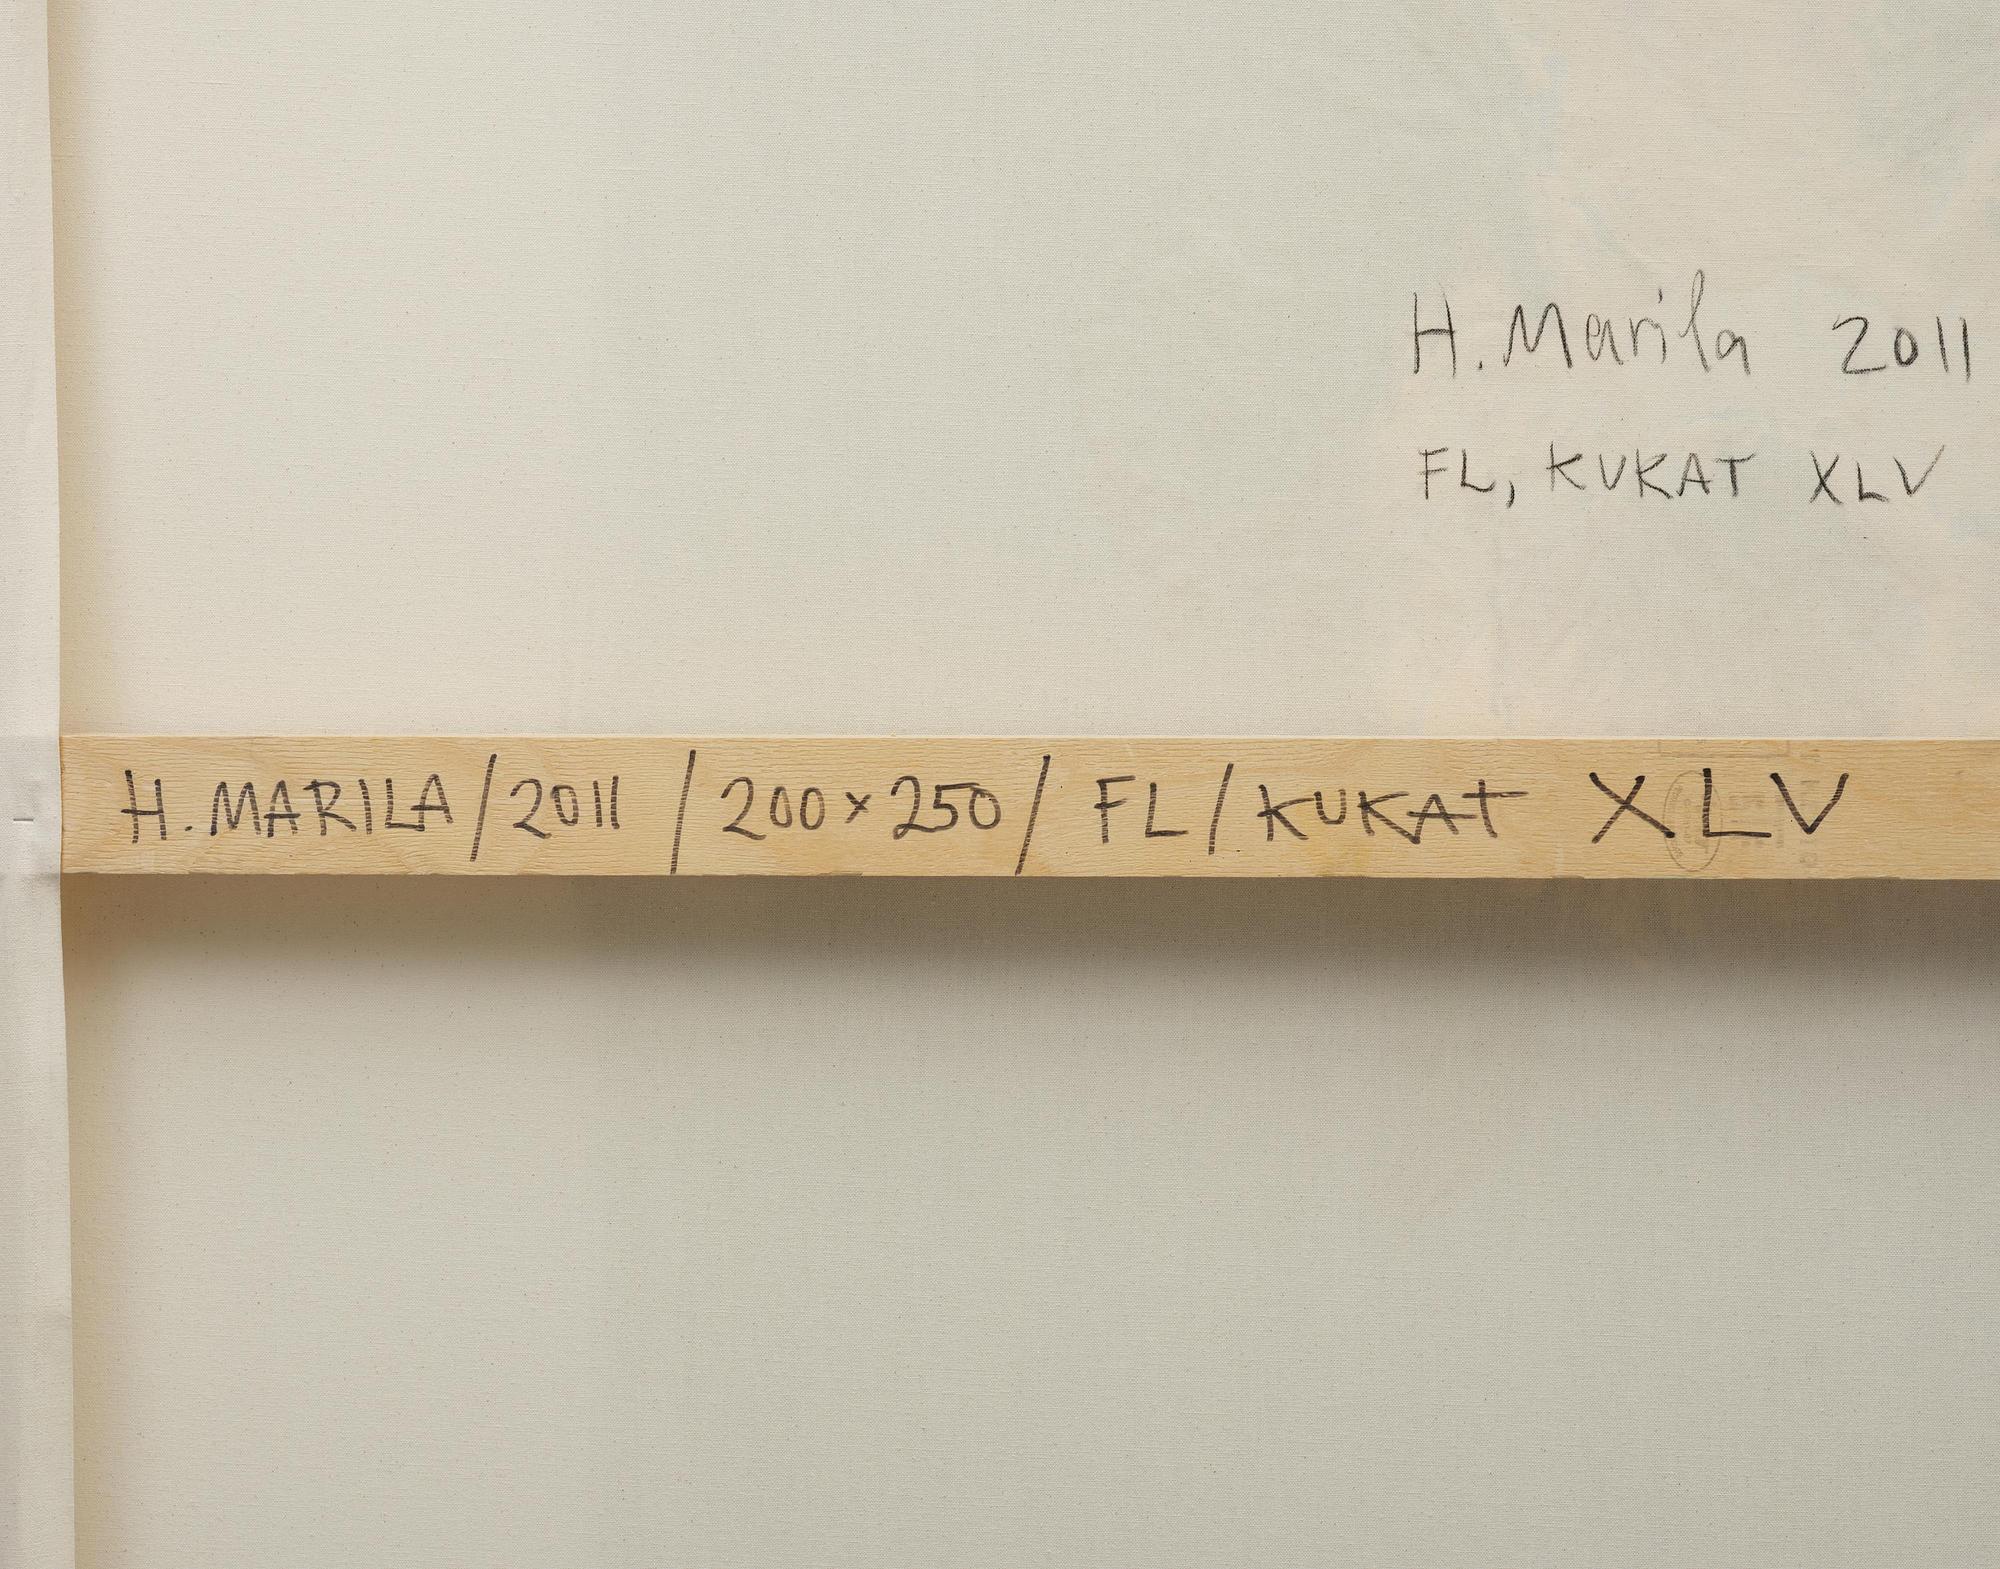 H. Marila 2011
FL, KUKAT XLV
H. MARILA / 2011 / 200 x 250 / FL / KUKAT XLV